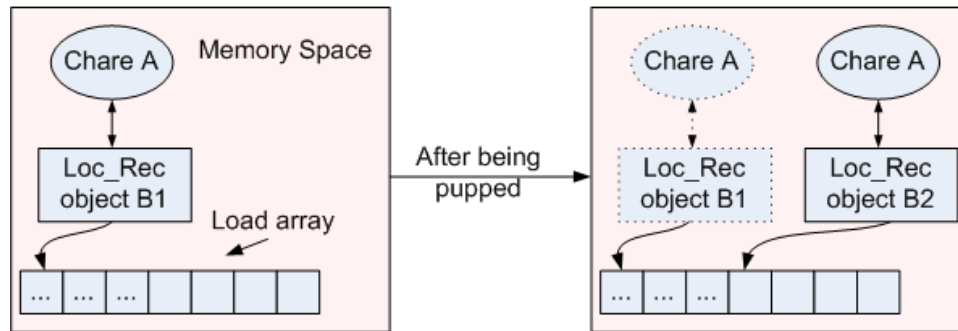 Chare A
Memory Space
Loc_Rec
object B1
Load array
... ... ...
After being
pupped
Chare A
Chare A
Loc_Rec
object B1
Loc_Rec
object B2
... ... ...